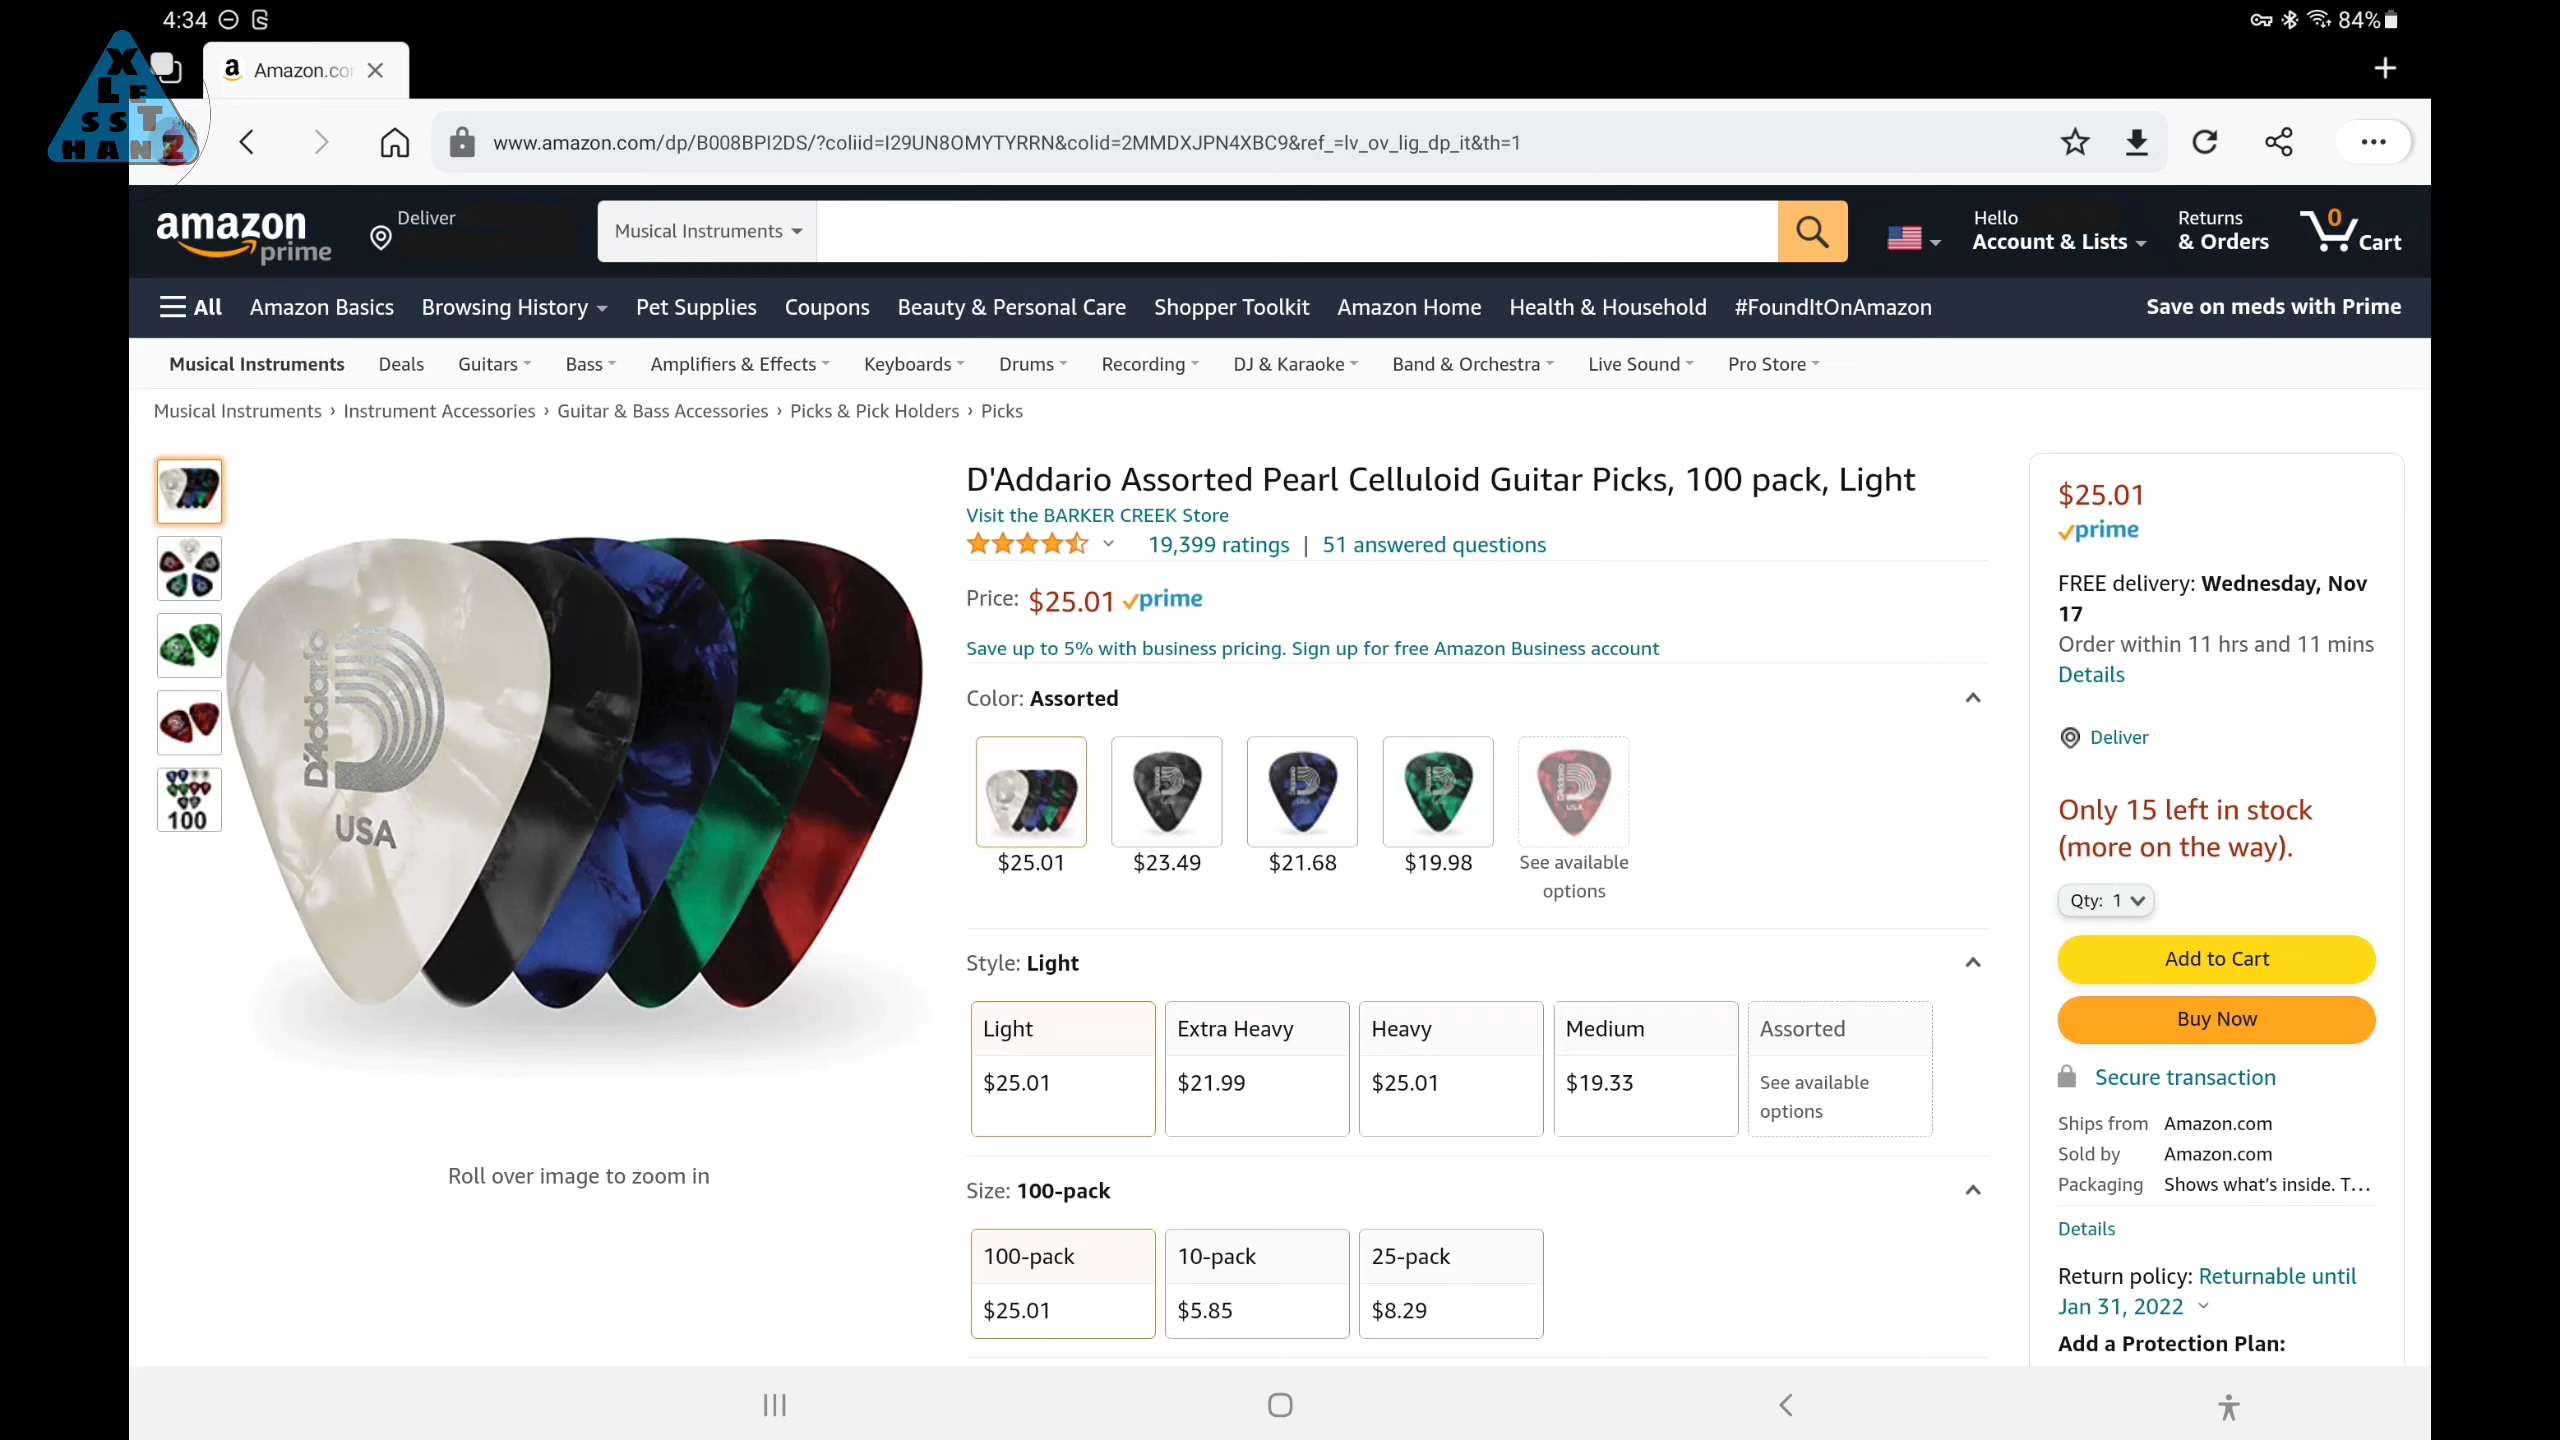 4:34
84%
X
LE
SST
HAN2
Amazon.co
www.amazon.com/dp/B008BPI2DS/?coliid=I29UN8OMYTYRRN&colid=2MMDXJPN4XBC9&ref_=lv_ov_lig_dp_it&th=1
amazon prime
Deliver
Musical Instruments
Hello
Account & Lists
Returns
& Orders
0
Cart
All Amazon Basics Browsing History Pet Supplies Coupons Beauty & Personal Care Shopper Toolkit Amazon Home Health & Household #FoundItOnAmazon Save on meds with Prime
Musical Instruments Deals Guitars Bass Amplifiers & Effects Keyboards Drums Recording DJ & Karaoke Band & Orchestra Live Sound Pro Store
Musical Instruments › Instrument Accessories › Guitar & Bass Accessories › Picks & Pick Holders › Picks
100
D'Addario
USA
Roll over image to zoom in
D'Addario Assorted Pearl Celluloid Guitar Picks, 100 pack, Light
Visit the BARKER CREEK Store
19,399 ratings | 51 answered questions
Price: $25.01 prime
Save up to 5% with business pricing. Sign up for free Amazon Business account
Color: Assorted
$25.01 $23.49 $21.68 $19.98 See available
options
Style: Light
Light Extra Heavy Heavy Medium Assorted
$25.01 $21.99 $25.01 $19.33 See available
options
Size: 100-pack
100-pack 10-pack 25-pack
$25.01 $5.85 $8.29
$25.01
prime
FREE delivery: Wednesday, Nov
17
Order within 11 hrs and 11 mins
Details
Deliver
Only 15 left in stock
(more on the way).
Qty: 1
Add to Cart
Buy Now
Secure transaction
Ships from Amazon.com
Sold by Amazon.com
Packaging Shows what's inside. T...
Details
Return policy: Returnable until
Jan 31, 2022
Add a Protection Plan: